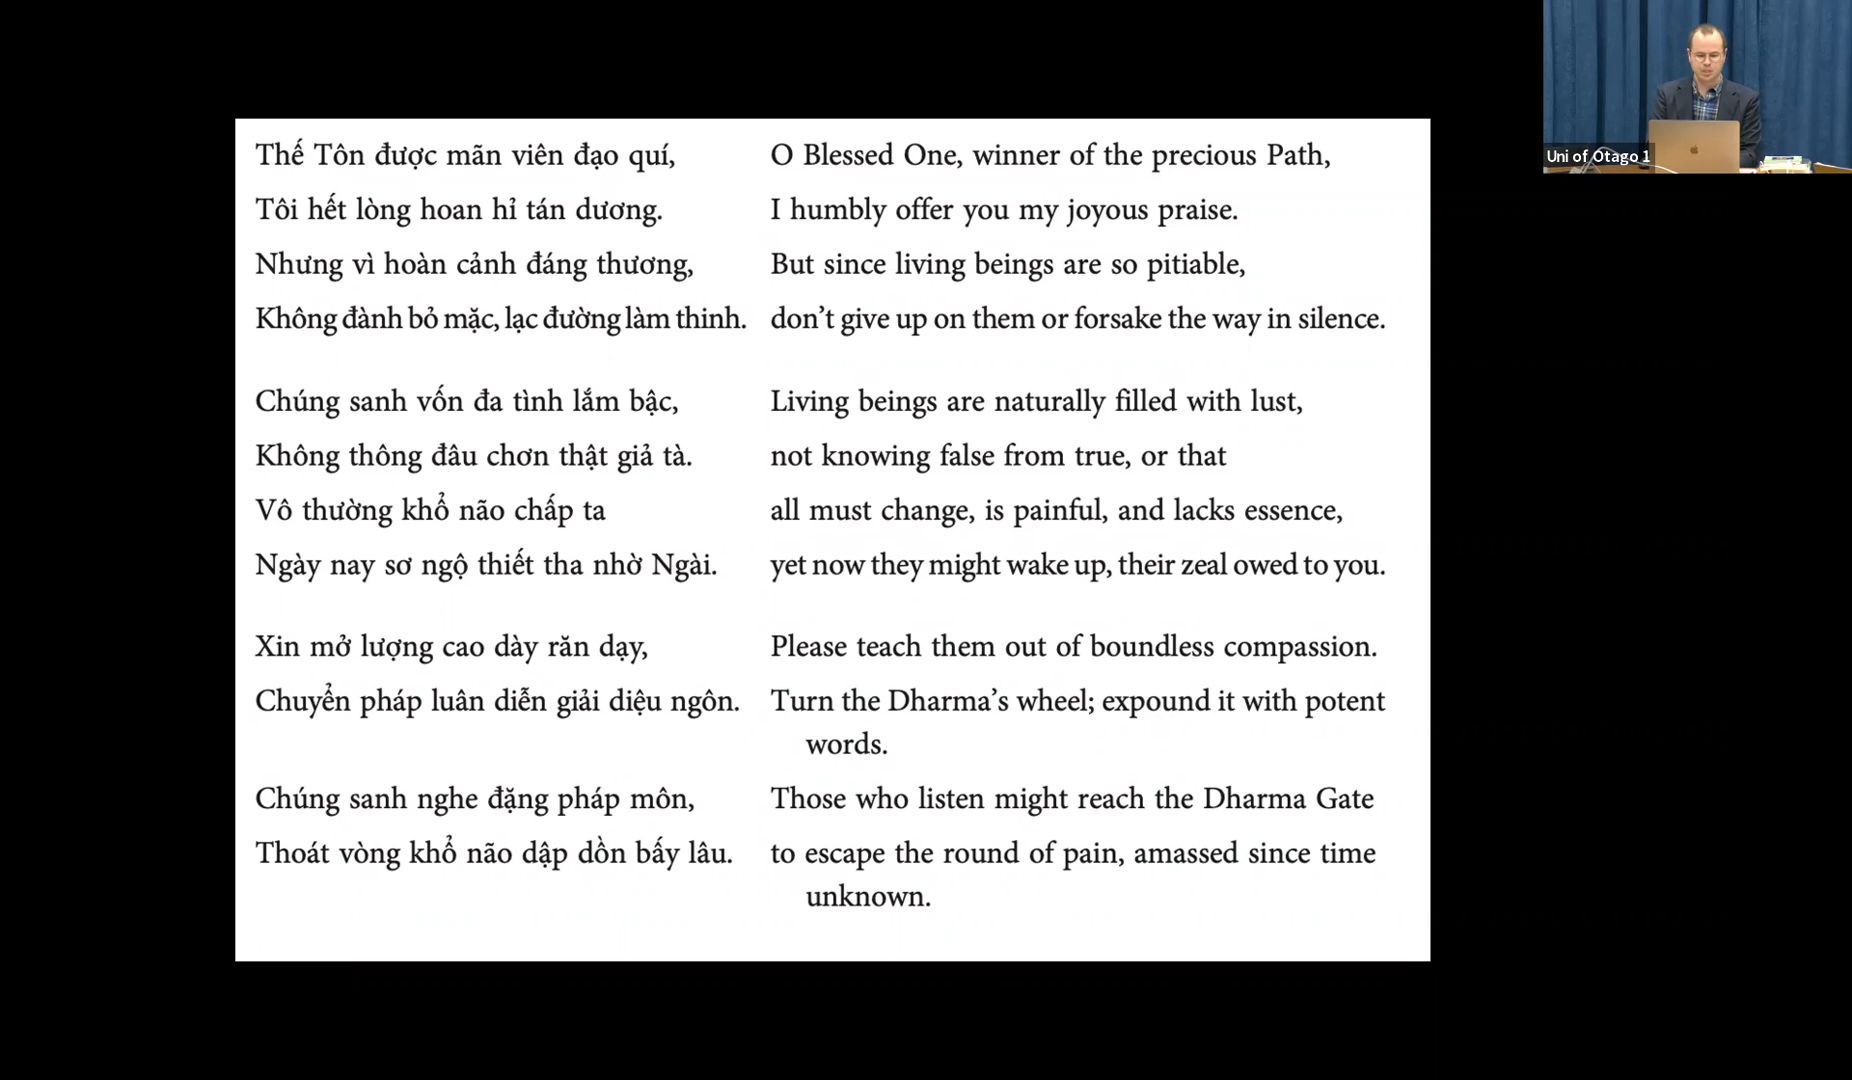 Thế Tôn được mãn viên đạo quí,
Tôi hết lòng hoan hỉ tán dương.
Nhưng vì hoàn cảnh đáng thương,
Không đành bỏ mặc, lạc đường làm thinh.
Chúng sanh vốn đa tình lắm bậc,
Không thông đâu chơn thật giả tà.
Vô thường khổ não chấp ta
Ngày nay sơ ngộ thiết tha nhờ Ngài.
Xin mở lượng cao dày răn dạy,
Chuyển pháp luân diễn giải diệu ngôn.
Chúng sanh nghe đặng pháp môn,
Thoát vòng khổ não dập dồn bấy lâu.
O Blessed One, winner of the precious Path,
I humbly offer you my joyous praise.
But since living beings are so pitiable,
don’t give up on them or forsake the way in silence.
Living beings are naturally filled with lust,
not knowing false from true, or that
all must change, is painful, and lacks essence,
yet now they might wake up, their zeal owed to you.
Please teach them out of boundless compassion.
Turn the Dharma’s wheel; expound it with potent
words.
Those who listen might reach the Dharma Gate
to escape the round of pain, amassed since time
unknown.
Uni of Otago 1